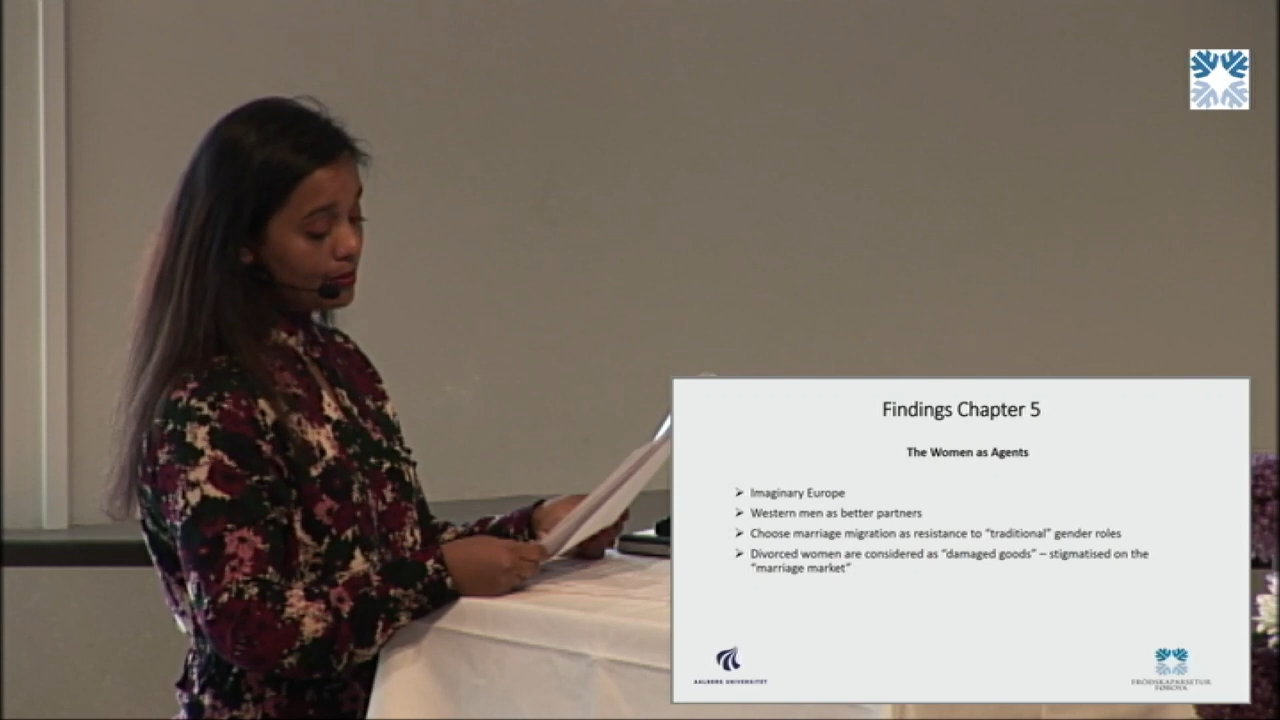 Findings Chapter 5
The Women as Agents
➢ Imaginary Europe
➢ Western men as better partners
➢ Choose marriage migration as resistance to “traditional” gender roles
➢ Divorced women are considered as “damaged goods” – stigmatised on the
“marriage market”
AALBORG UNIVERSITET
FRÓÐSKAPARSETUR
FØROYA